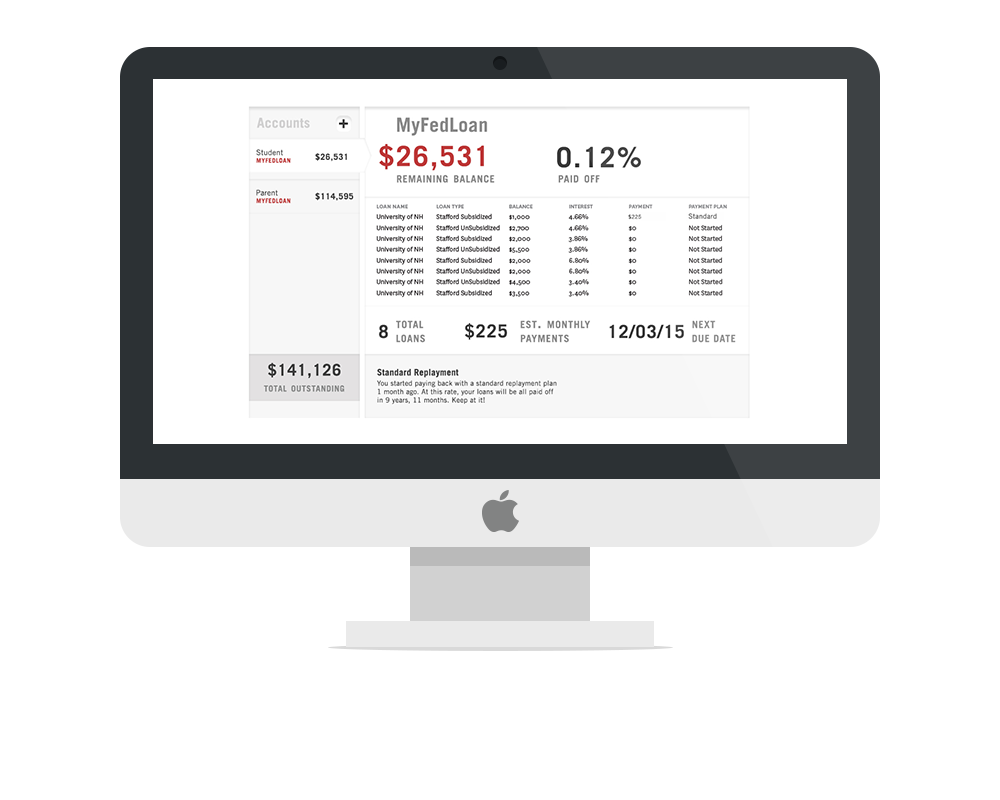 Accounts +
Student
MYFEDLOAN
$26,531
Parent
MYFEDLOAN
$114,595
$141,126
TOTAL OUTSTANDING
MyFedLoan
$26,531
REMAINING BALANCE
0.12%
PAID OFF
LOAN NAME LOAN TYPE BALANCE INTEREST PAYMENT PAYMENT PLAN
University of NH Stafford Subsidized $1,000 4.66% $225 Standard
University of NH Stafford UnSubsidized $2,700 4.66% $0 Not Started
University of NH Stafford Subsidized $2,000 3.86% $0 Not Started
University of NH Stafford UnSubsidized $5,500 3.86% $0 Not Started
University of NH Stafford Subsidized $2,000 6.80% $0 Not Started
University of NH Stafford UnSubsidized $2,000 6.80% $0 Not Started
University of NH Stafford UnSubsidized $4,500 3.40% $0 Not Started
University of NH Stafford Subsidized $3,500 3.40% $0 Not Started
8 TOTAL LOANS
$225 EST. MONTHLY PAYMENTS
12/03/15 NEXT DUE DATE
Standard Repayment
You started paying back with a standard repayment plan
1 month ago. At this rate, your loans will be all paid off
in 9 years, 11 months. Keep at it!